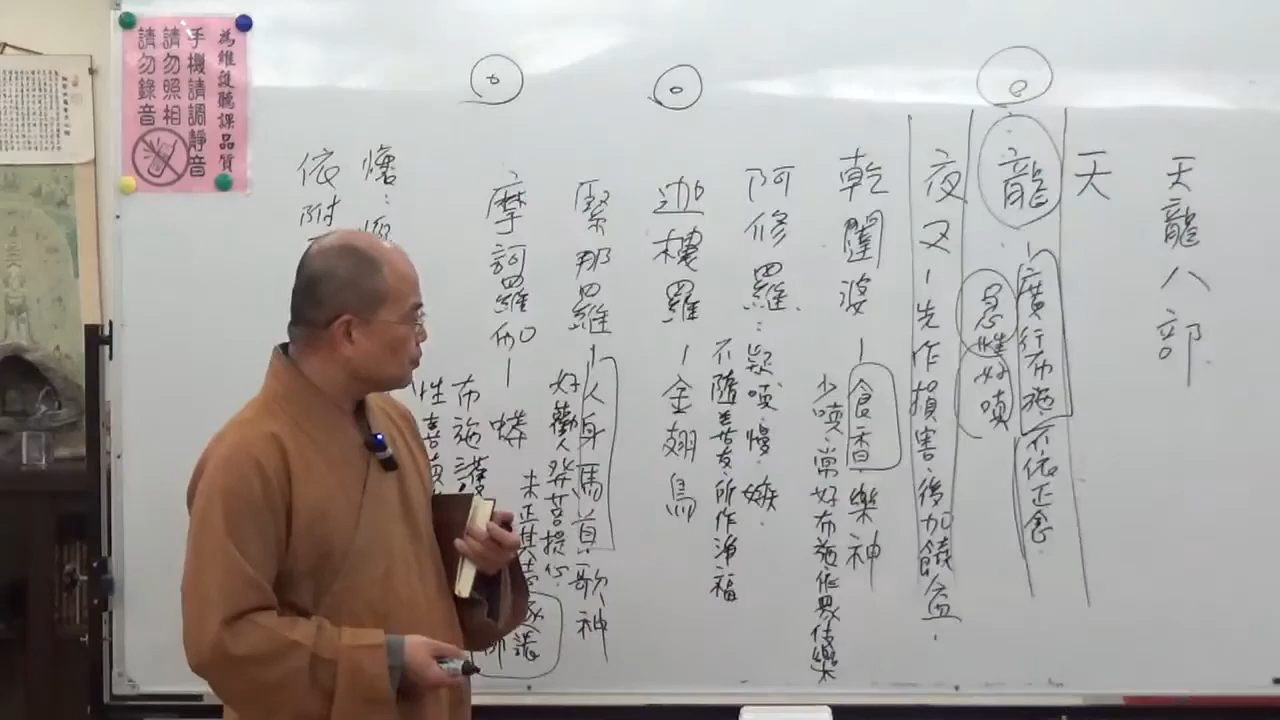 天龍八部
天
龍－廣行布施 不依正念
急性好嗔
夜叉－先作損害、後加饒益.
乾闥婆－食香、樂神
少嗔、常好布施、作眾伎樂
阿修羅：疑嗔、慢、嫉.
不隨善友、所作淨福
迦樓羅－金翅鳥
緊那羅－人身馬首、歌神
好勸人發菩提心
摩訶羅伽－蟒
布施護
依附
為維護聽課品質
手機請調靜音
請勿照相
請勿錄音